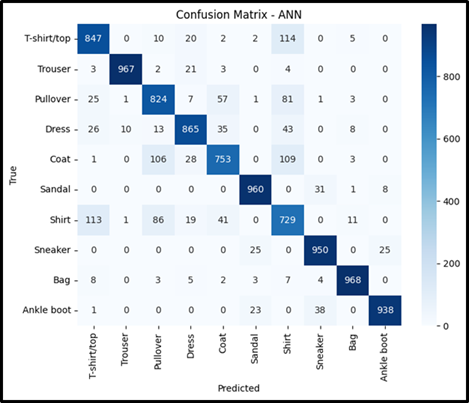 Confusion Matrix - ANN
T-shirt/top 847 0 10 20 2 2 114 0 5 0
Trouser 3 967 2 21 3 0 4 0 0 0
Pullover 25 1 824 7 57 1 81 1 3 0
Dress 26 10 13 865 35 0 43 0 8 0
Coat 1 0 106 28 753 0 109 0 3 0
Sandal 0 0 0 0 0 960 0 31 1 8
Shirt 113 1 86 19 41 0 729 0 11 0
Sneaker 0 0 0 0 0 25 0 950 0 25
Bag 8 0 3 5 2 3 7 4 968 0
Ankle boot 1 0 0 0 0 23 0 38 0 938
True
T-shirt/top Trouser Pullover Dress Coat Sandal Shirt Sneaker Bag Ankle boot
Predicted
800
600
400
200
0